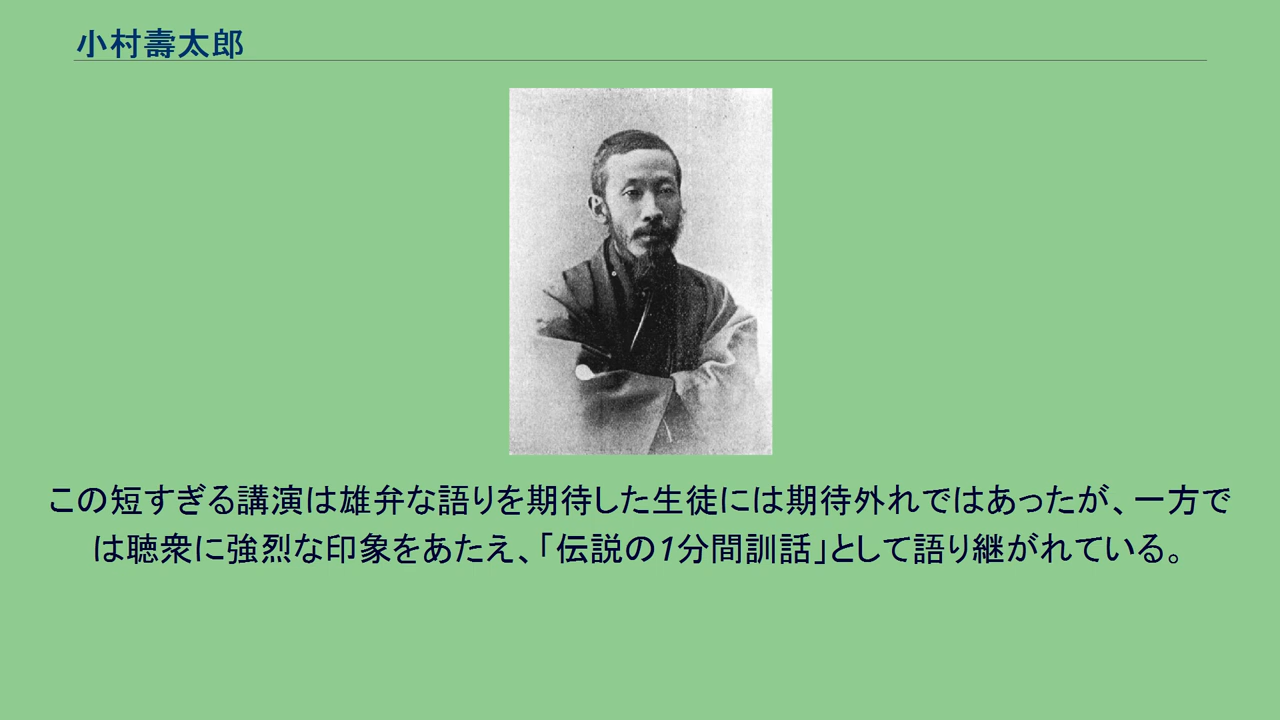 小村壽太郎
この短すぎる講演は雄弁な語りを期待した生徒には期待外れではあったが、一方で
は聴衆に強烈な印象をあたえ、「伝説の1分間訓話」として語り継がれている。